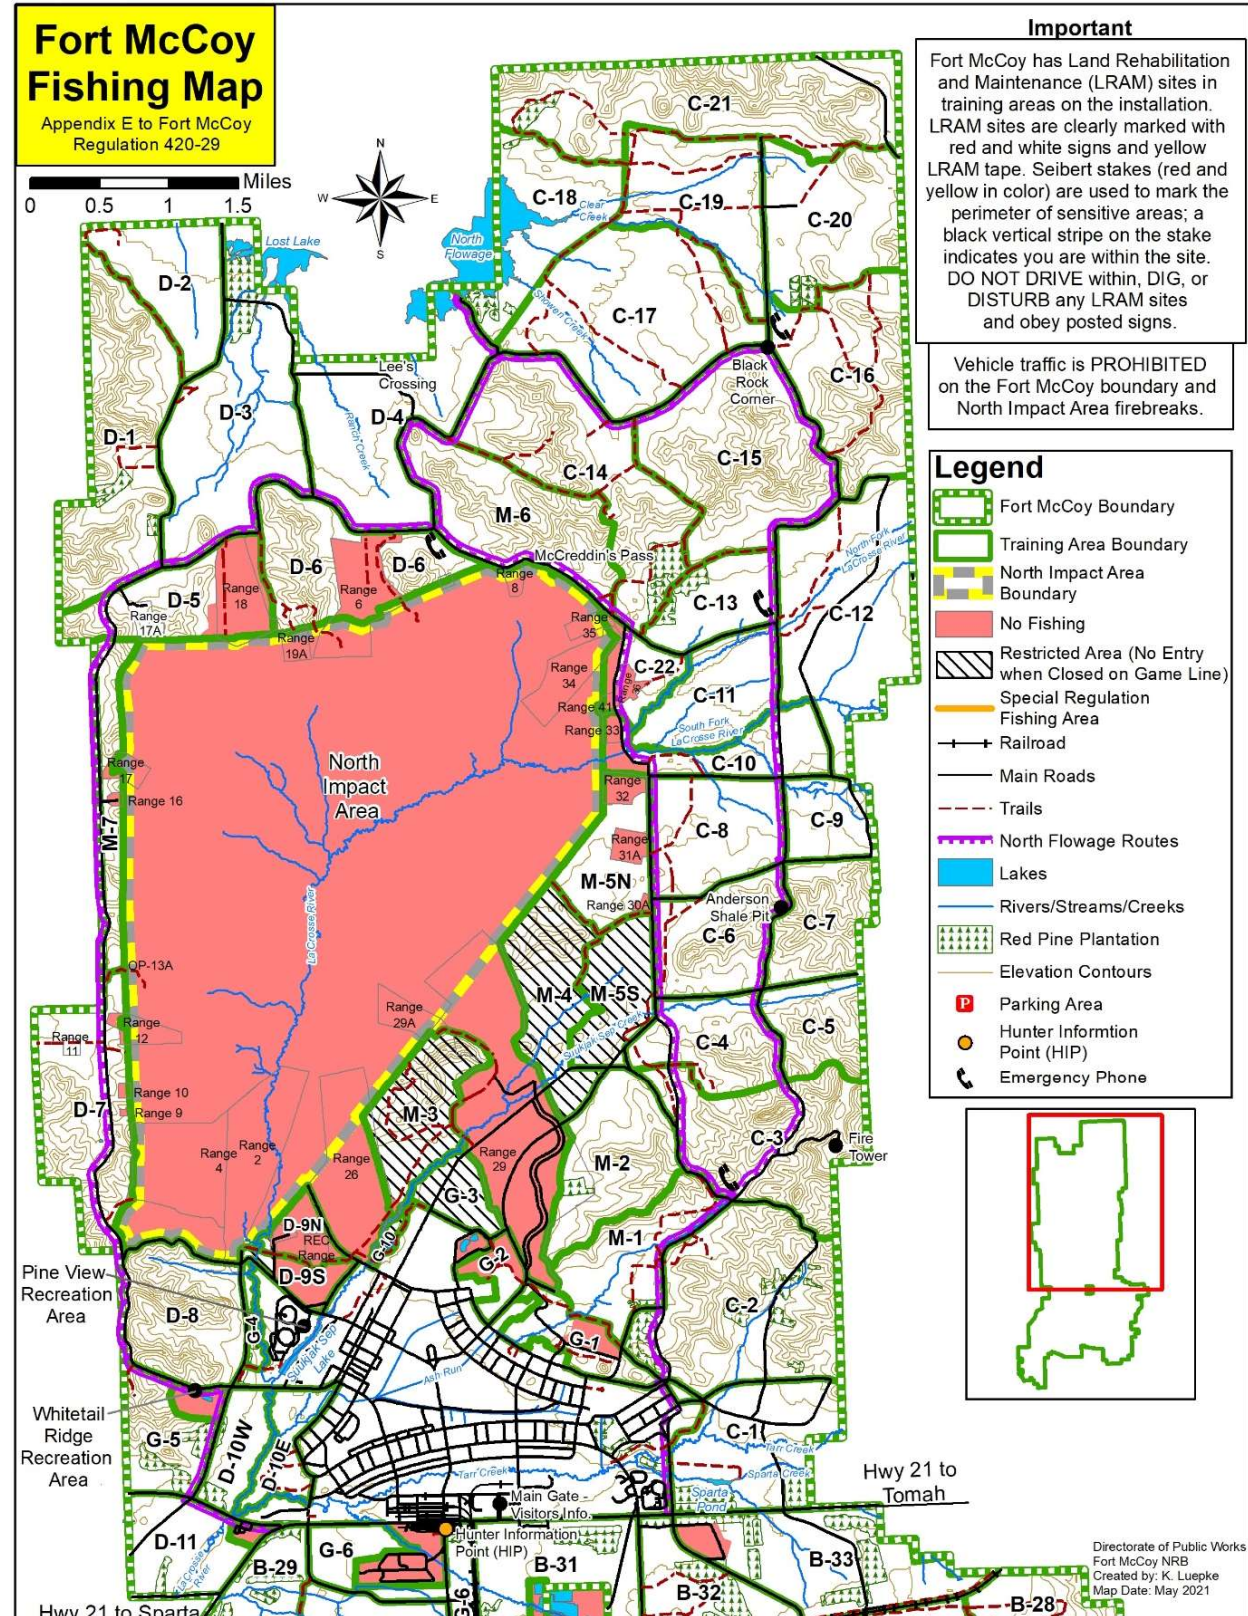 Fort McCoy
Fishing Map
Appendix E to Fort McCoy
Regulation 420-29
Miles
0 0.5 1 1.5
N
W E
S
Important
Fort McCoy has Land Rehabilitation
and Maintenance (LRAM) sites in
training areas on the installation.
LRAM sites are clearly marked with
red and white signs and yellow
LRAM tape. Seibert stakes (red and
yellow in color) are used to mark the
perimeter of sensitive areas; a
black vertical stripe on the stake
indicates you are within the site.
DO NOT DRIVE within, DIG, or
DISTURB any LRAM sites
and obey posted signs.
Vehicle traffic is PROHIBITED
on the Fort McCoy boundary and
North Impact Area firebreaks.
Legend
Fort McCoy Boundary
Training Area Boundary
North Impact Area
Boundary
No Fishing
Restricted Area (No Entry
when Closed on Game Line)
Special Regulation
Fishing Area
Railroad
Main Roads
Trails
North Flowage Routes
Lakes
Rivers/Streams/Creeks
Red Pine Plantation
Elevation Contours
P
Parking Area
Hunter Informtion
Point (HIP)
Emergency Phone
C-21
C-18
Clear
Creek
C-19
C-20
Lost Lake
North
Flowage
D-2
Showen Creek
C-17
Black
Rock
Corner
C-16
Lee's
Crossing
D-3
D-4
Ranch Creek
D-1
C-14
C-15
M-6
McCreddin's Pass
North Fork
LaCrosse River
D-6
D-6
Range
8
Range
18
Range
6
D-5
Range
17A
C-13
C-12
Range
19A
Range
35
Range
34
C-22
Range
36
C-11
Range 41
Range 33
South Fork
LaCrosse River
C-10
North
Impact
Area
Range
17
Range 16
M-7
Range
32
C-8
C-9
Range
31A
M-5N
Range 30A
Anderson
Shale Pit
C-6
C-7
LaCrosse River
OP-13A
M-4
M-5S
Range
29A
Suukjak Sep Creek
C-5
C-4
Range
11
Range
12
Range 10
Range 9
D-7
M-3
C-3
Fire
Tower
Range
4
Range
2
Range
26
Range
29
M-2
G-3
D-9N
REC
Range
G-10
G-2
M-1
Pine View
Recreation
Area
D-9S
D-8
G-4
Suukjak Sep
Lake
C-2
G-1
Ash Run
Whitetail
Ridge
Recreation
Area
G-5
D-10W
D-10E
C-1
Tarr Creek
Tarr Creek
Sparta Creek
Sparta
Pond
Hwy 21 to
Tomah
Main Gate -
Visitors Info.
Hunter Information
Point (HIP)
D-11
LaCrosse
River
B-29
G-6
G-6
B-31
B-32
B-33
B-28
Hwy 21 to Sparta
Directorate of Public Works
Fort McCoy NRB
Created by: K. Luepke
Map Date: May 2021